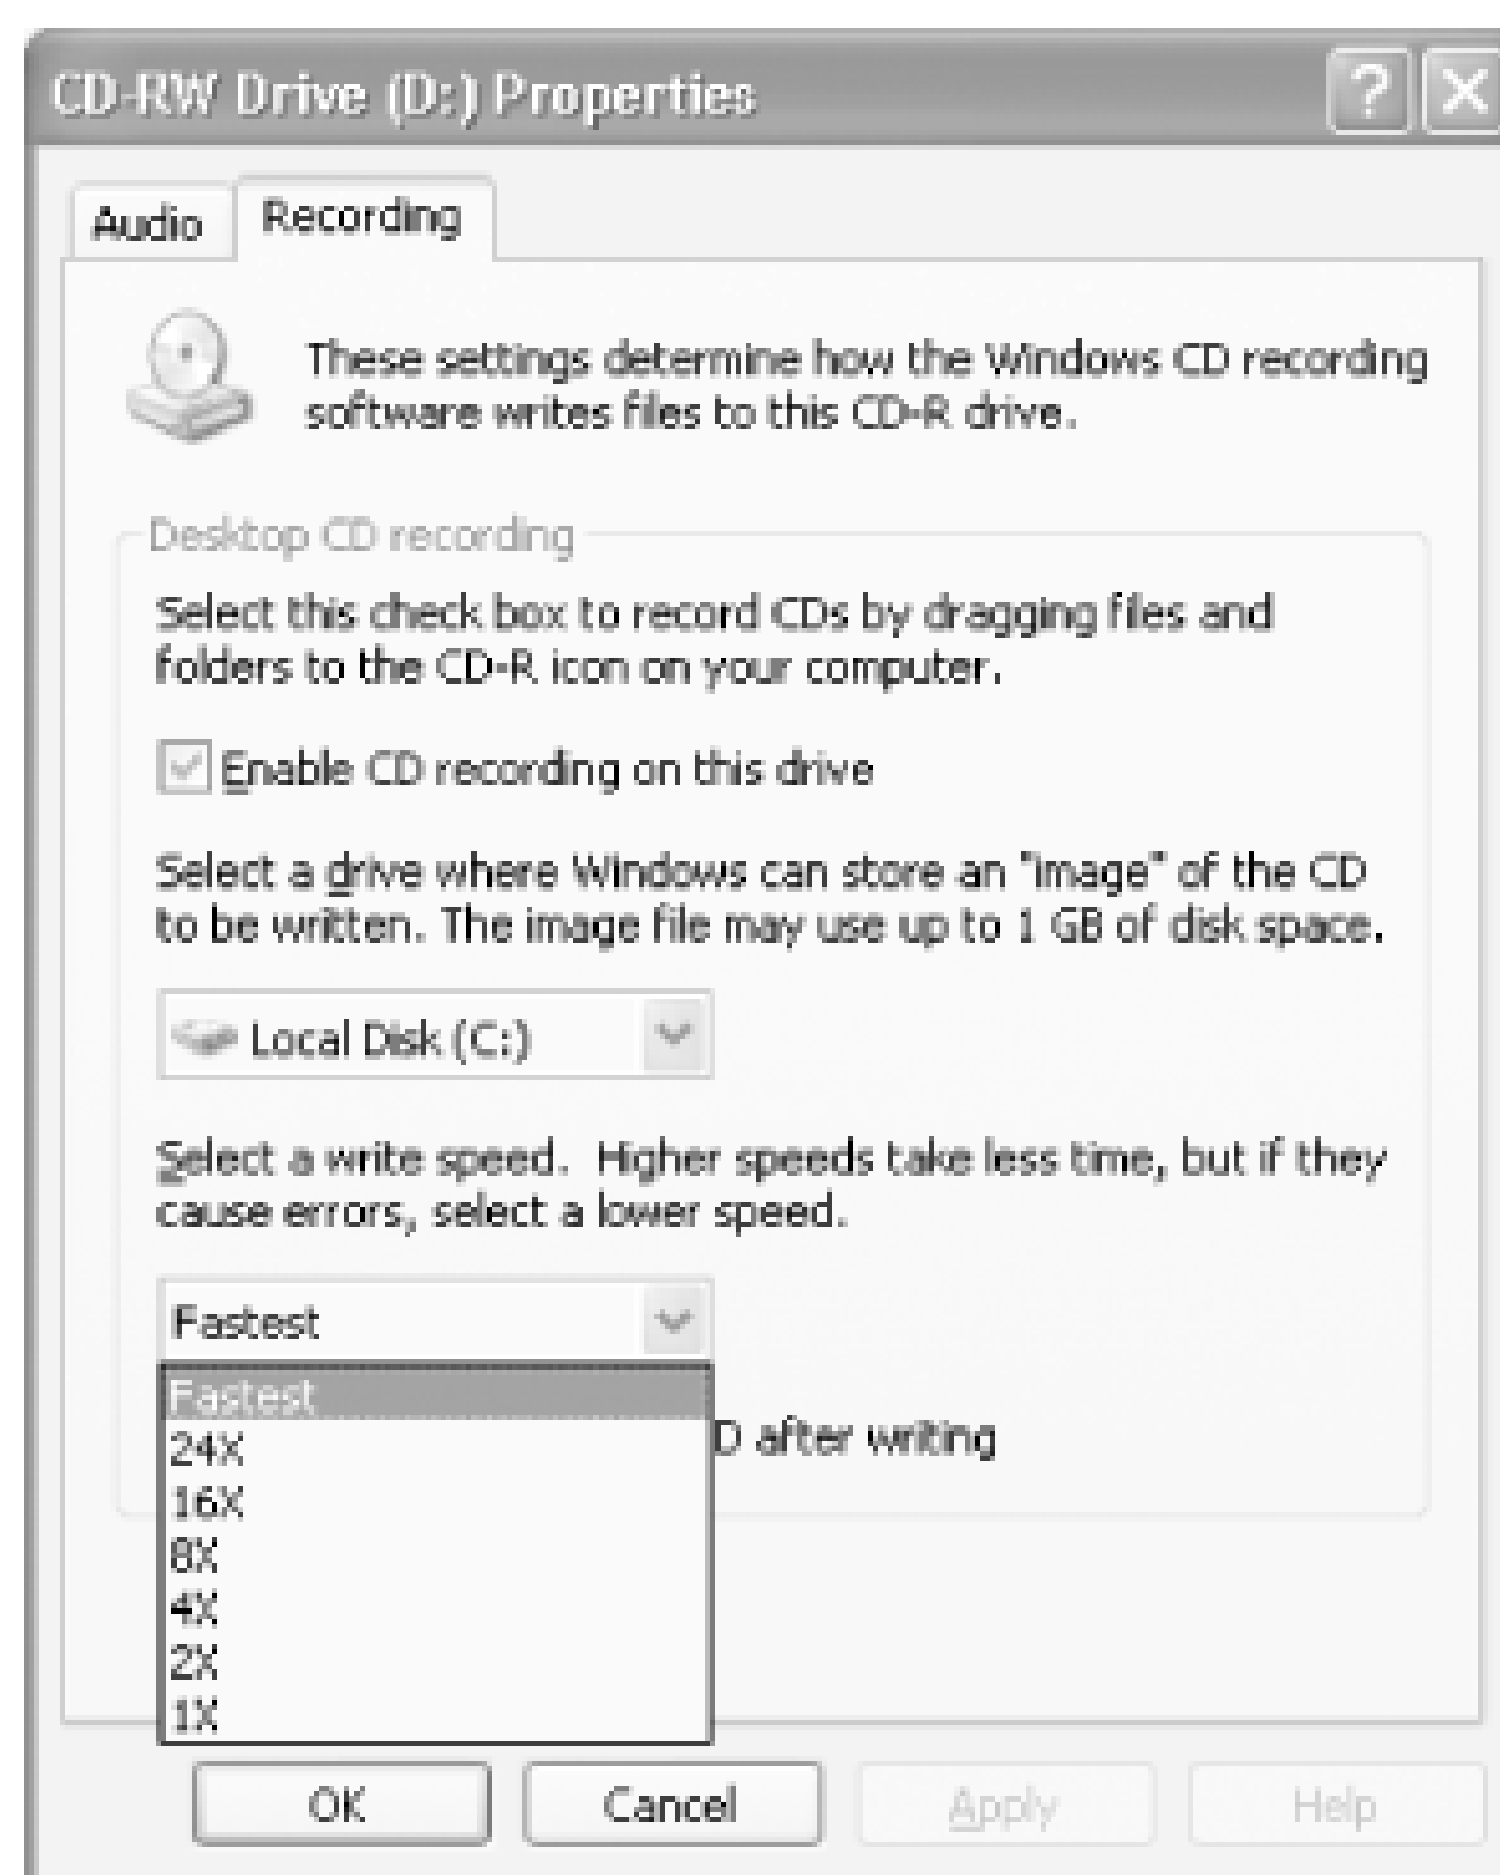 CD-RW Drive (D:) Properties
Audio
Recording
These settings determine how the Windows CD recording
software writes files to this CD-R drive.
Desktop CD recording
Select this check box to record CDs by dragging files and
folders to the CD-R icon on your computer.
Enable CD recording on this drive
Select a drive where Windows can store an "image" of the CD
to be written. The image file may use up to 1 GB of disk space.
Local Disk (C:)
Select a write speed. Higher speeds take less time, but if they
cause errors, select a lower speed.
Fastest
Fastest
24X
D after writing
16X
8X
4X
2X
1X
OK
Cancel
Apply
Help